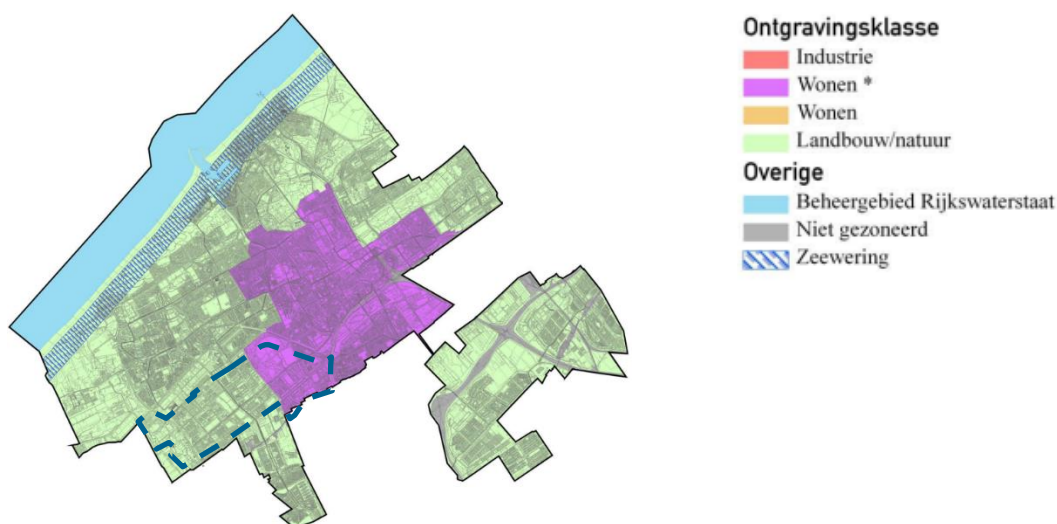 Ontgravingsklasse
Industrie
Wonen *
Wonen
Landbouw/natuur
Overige
Beheergebied Rijkswaterstaat
Niet gezoneerd
Zeewering